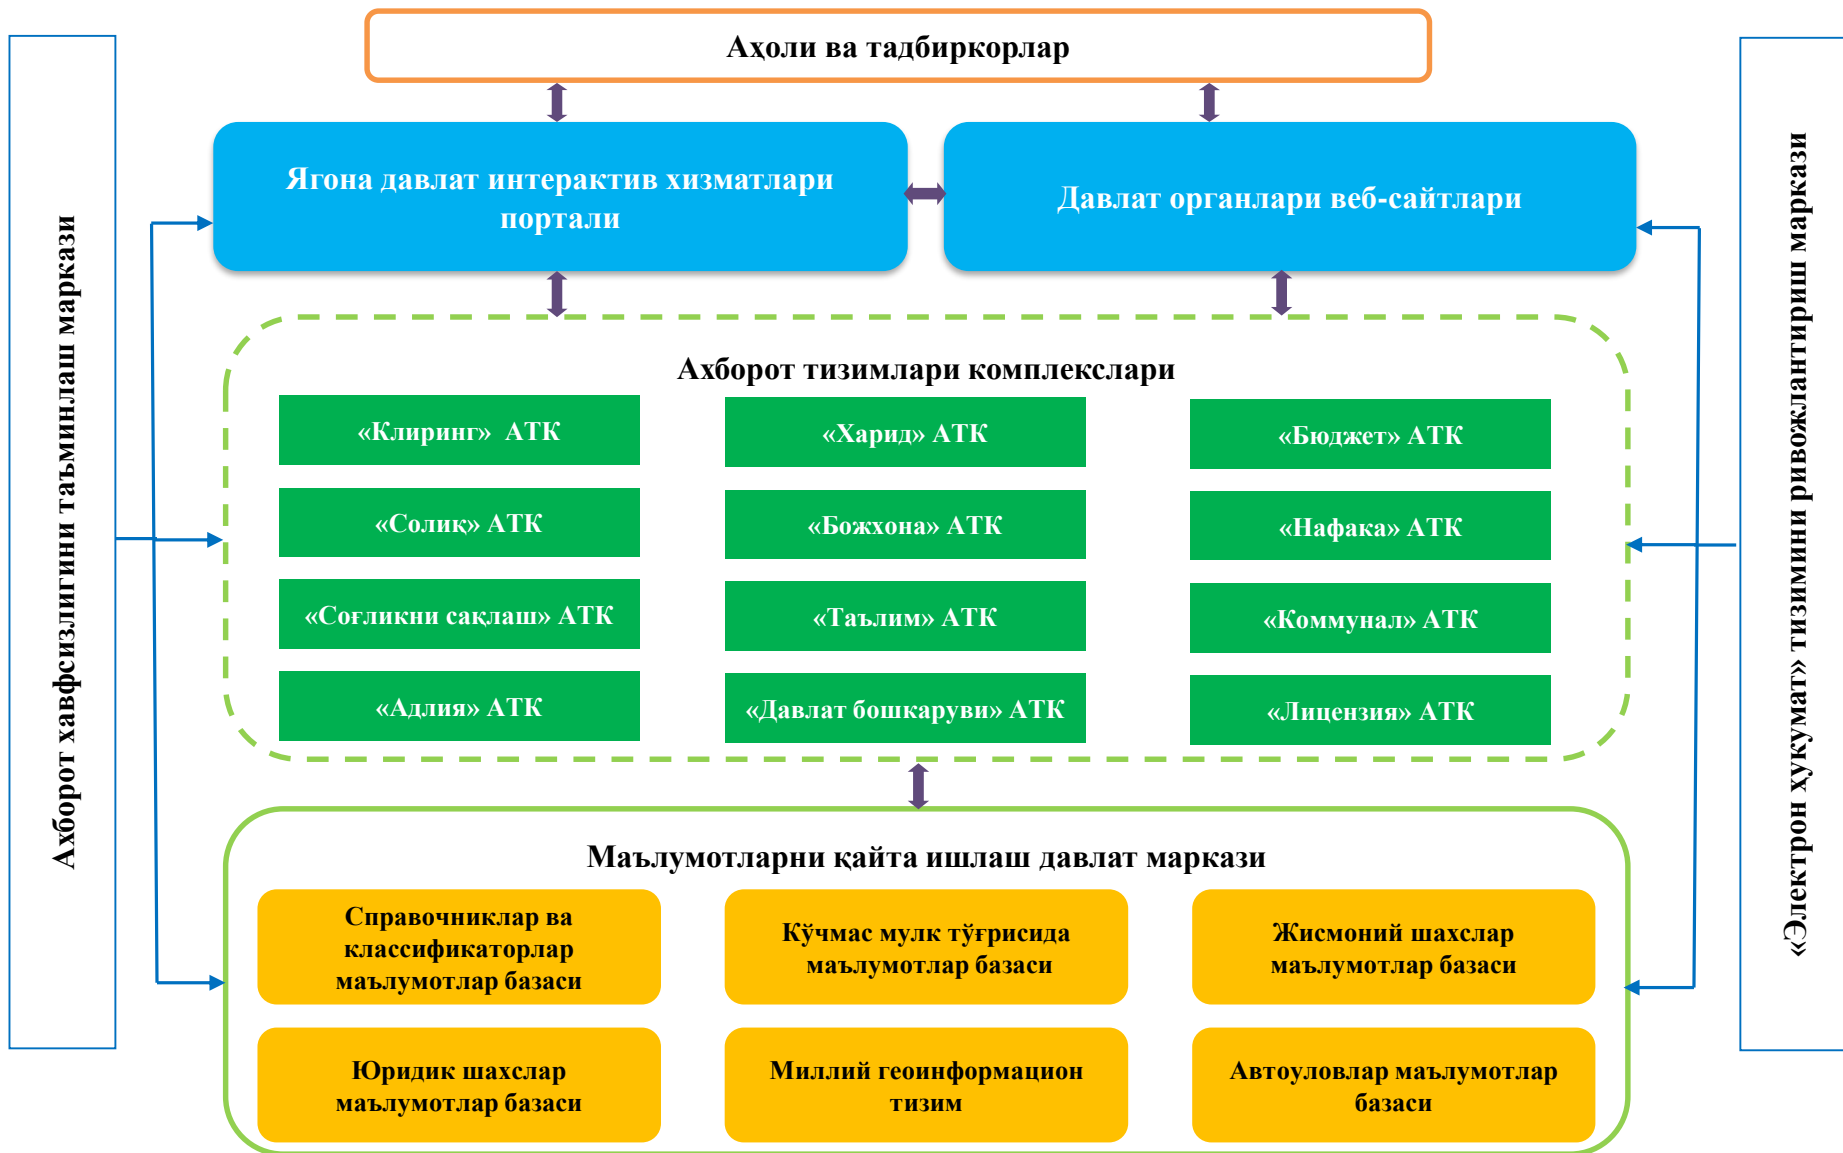 Аҳоли ва тадбиркорлар
Ахборот хавфсизлигини таъминлаш маркази
Ягона давлат интерактив хизматлари
портали
Давлат органлари веб-сайтлари
«Электрон ҳукумат» тизимини ривожлантириш маркази
Ахборот тизимлари комплекслари
«Клиринг» АТК
«Харид» АТК
«Бюджет» АТК
«Солиқ» АТК
«Божхона» АТК
«Нафака» АТК
«Соғликни сақлаш» АТК
«Таълим» АТК
«Коммунал» АТК
«Адлия» АТК
«Давлат бошкаруви» АТК
«Лицензия» АТК
Маълумотларни қайта ишлаш давлат маркази
Справочниклар ва
классификаторлар
маълумотлар базаси
Кўчмас мулк тўғрисида
маълумотлар базаси
Жисмоний шахслар
маълумотлар базаси
Юридик шахслар
маълумотлар базаси
Миллий геоинформацион
тизим
Автоуловлар маълумотлар
базаси